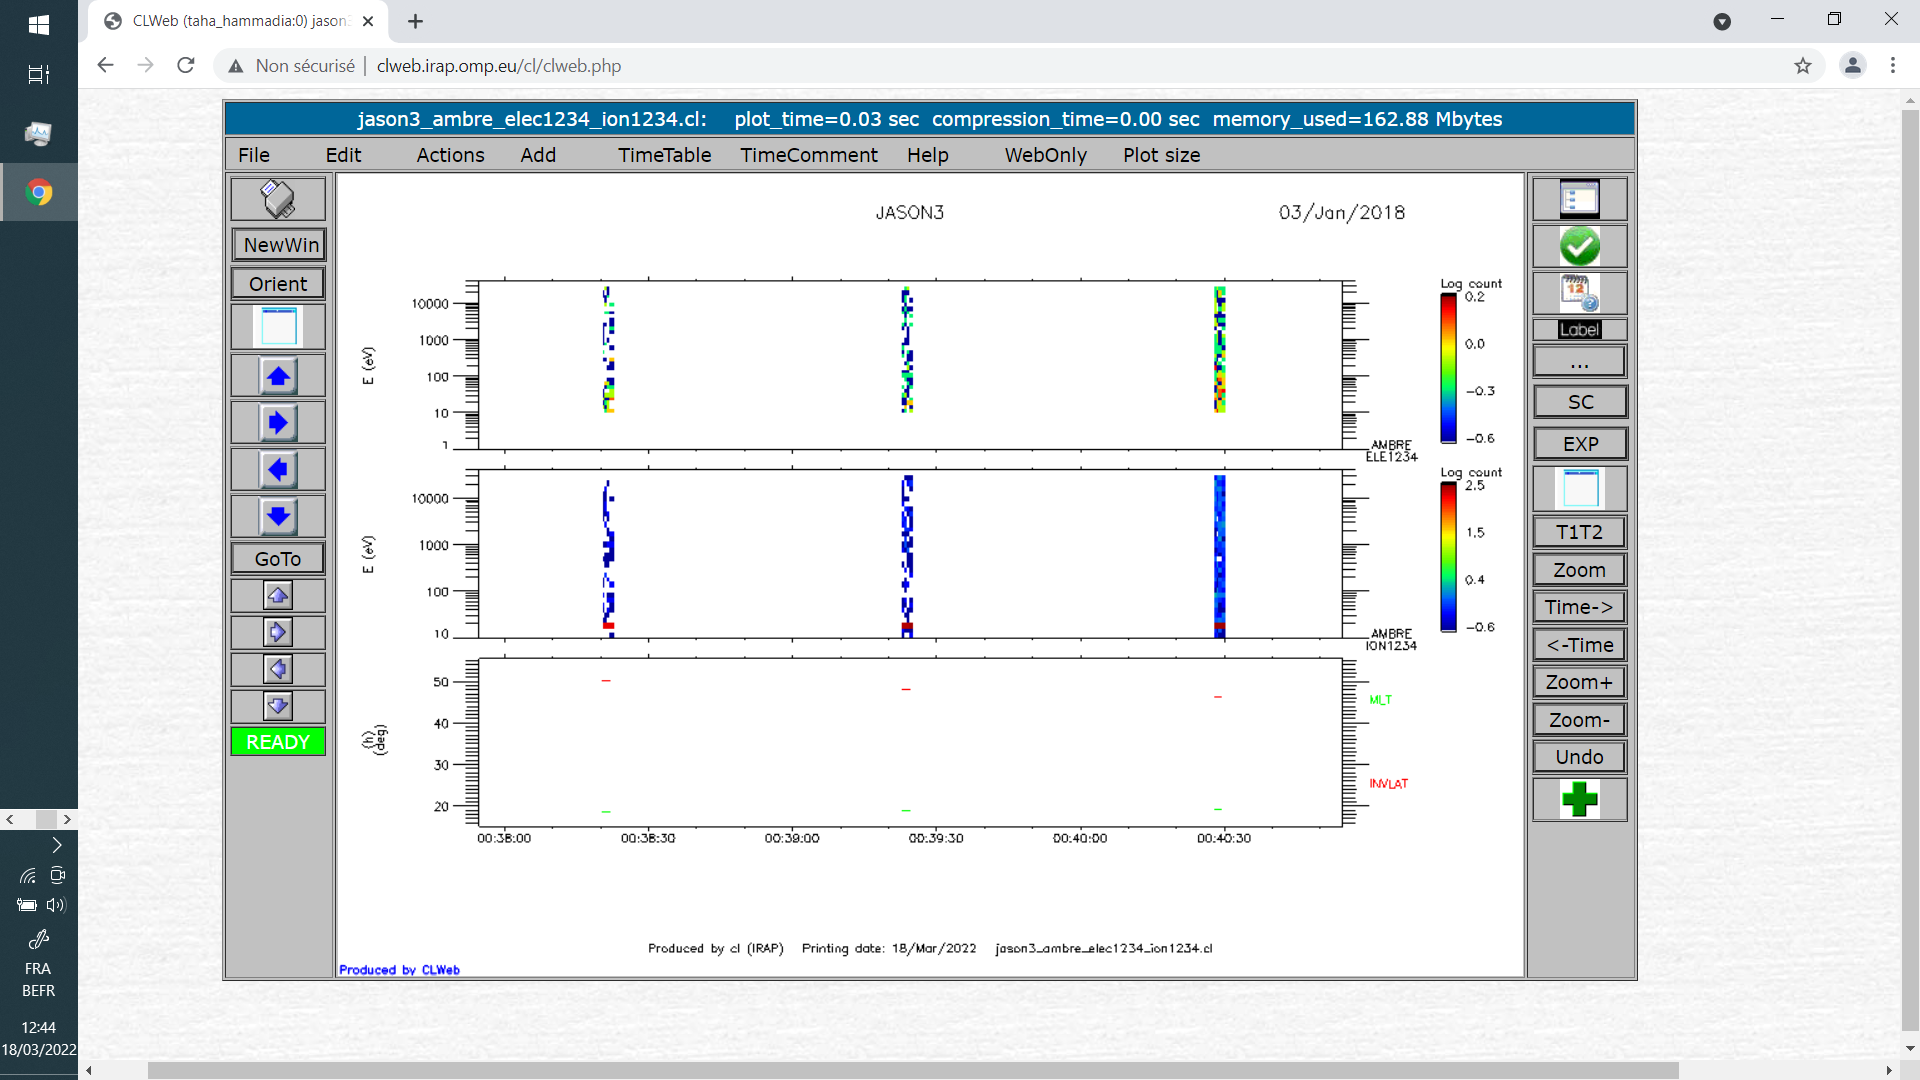 CLWeb (taha_hammadia:0) jason3
Non sécurisé | clweb.irap.omp.eu/cl/clweb.php
jason3_ambre_elec1234_ion1234.cl: plot_time=0.03 sec compression_time=0.00 sec memory_used=162.88 Mbytes
File Edit Actions Add TimeTable TimeComment Help WebOnly Plot size
NewWin
Orient
GoTo
READY
JASON3 03/Jan/2018
E (eV)
10000
1000
100
10
1
AMBRE
ELE1234
Log count
0.2
0.0
-0.3
-0.6
E (eV)
10000
1000
100
10
AMBRE
ION1234
Log count
2.5
1.5
0.4
-0.6
(h)
(deg)
50
40
30
20
MLT
INVLAT
00:38:00 00:38:30 00:39:00 00:39:30 00:40:00 00:40:30
Produced by cl (IRAP) Printing date: 18/Mar/2022 jason3_ambre_elec1234_ion1234.cl
Produced by CLWeb
12
Label
...
SC
EXP
T1T2
Zoom
Time->
<-Time
Zoom+
Zoom-
Undo
FRA
BEFR
12:44
18/03/2022